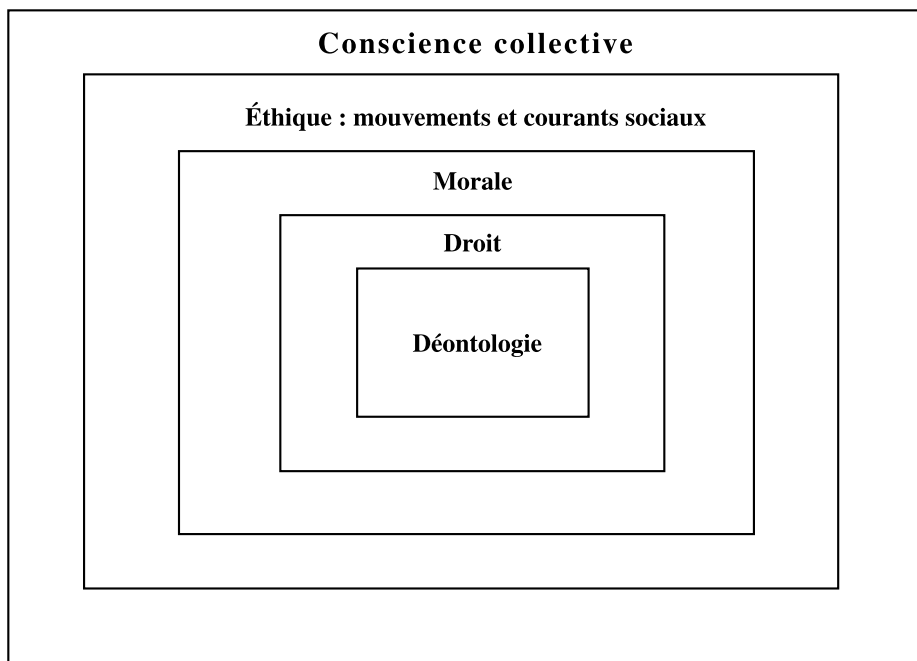 Conscience collective
Éthique : mouvements et courants sociaux
Morale
Droit
Déontologie